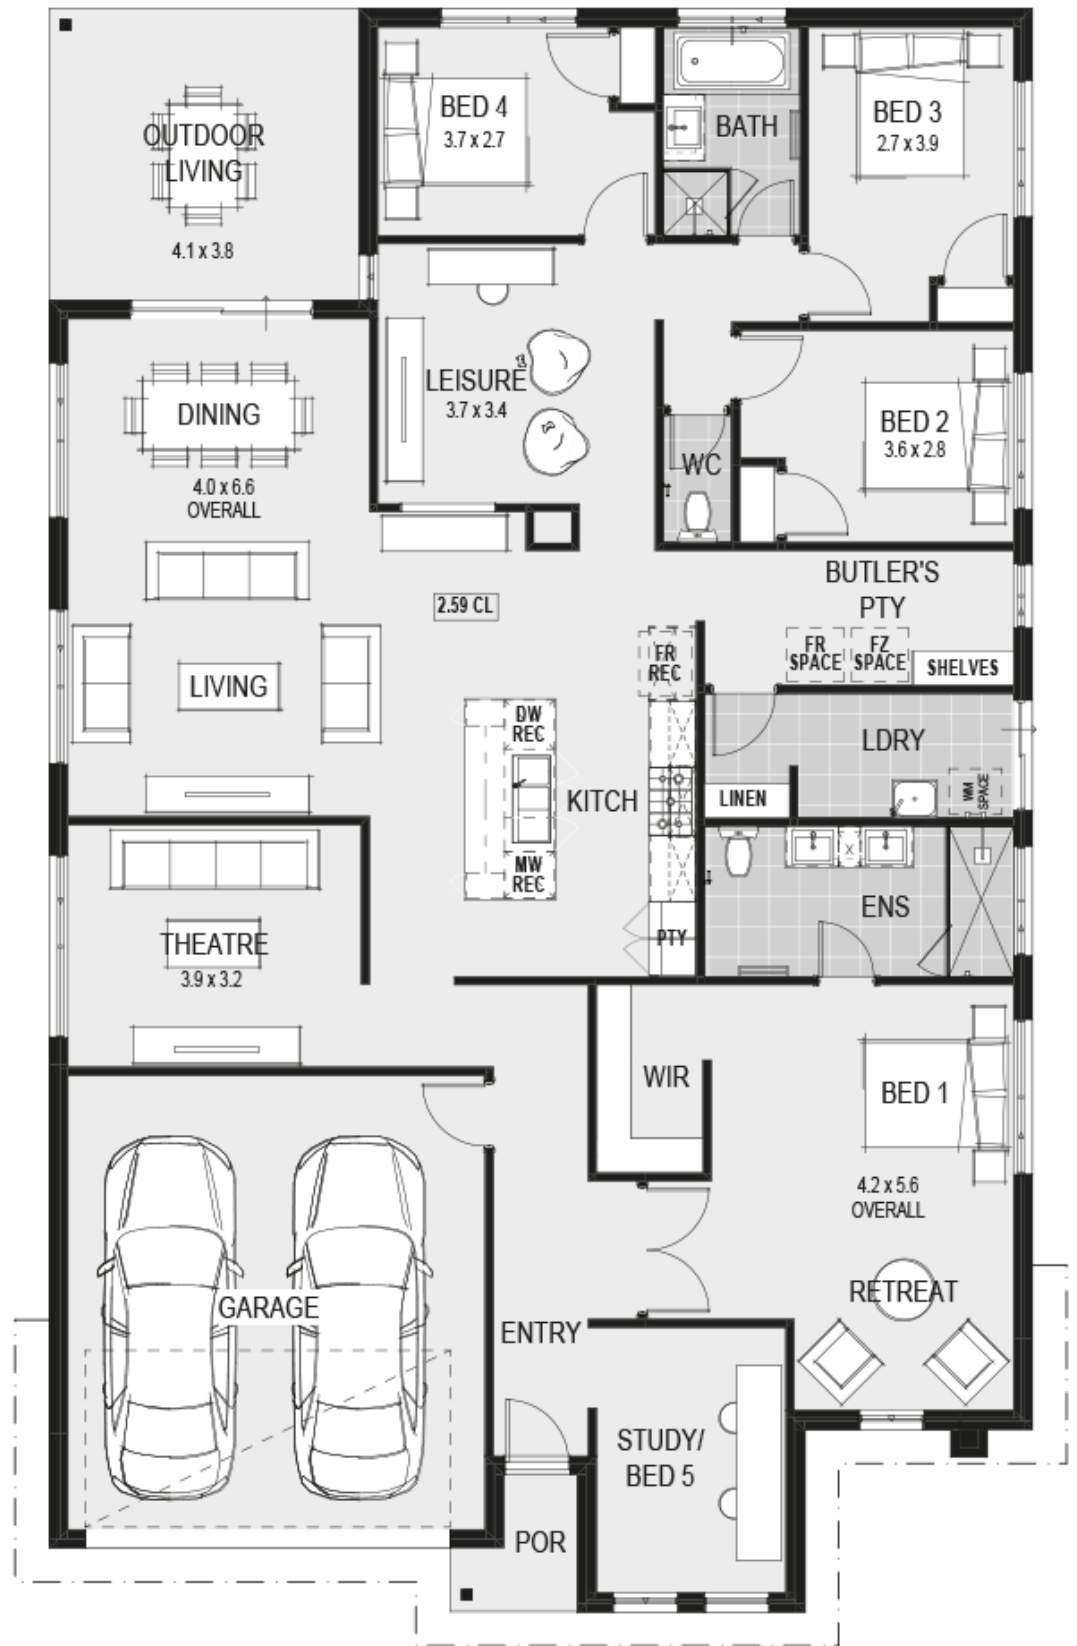 BED 4
3.7 x 2.7
BATH
BED 3
2.7 x 3.9
OUTDOOR
LIVING
4.1 x 3.8
LEISURE
3.7 x 3.4
DINING
4.0 x 6.6
OVERALL
WC
BED 2
3.6 x 2.8
BUTLER'S
PTY
2.59 CL
FR
SPACE
FZ
SPACE
SHELVES
FR
REC
LIVING
DW
REC
KITCH
MW
REC
PTY
LDRY
LINEN
WM
SPACE
ENS
THEATRE
3.9 x 3.2
WIR
BED 1
4.2 x 5.6
OVERALL
RETREAT
GARAGE
ENTRY
STUDY/
BED 5
POR